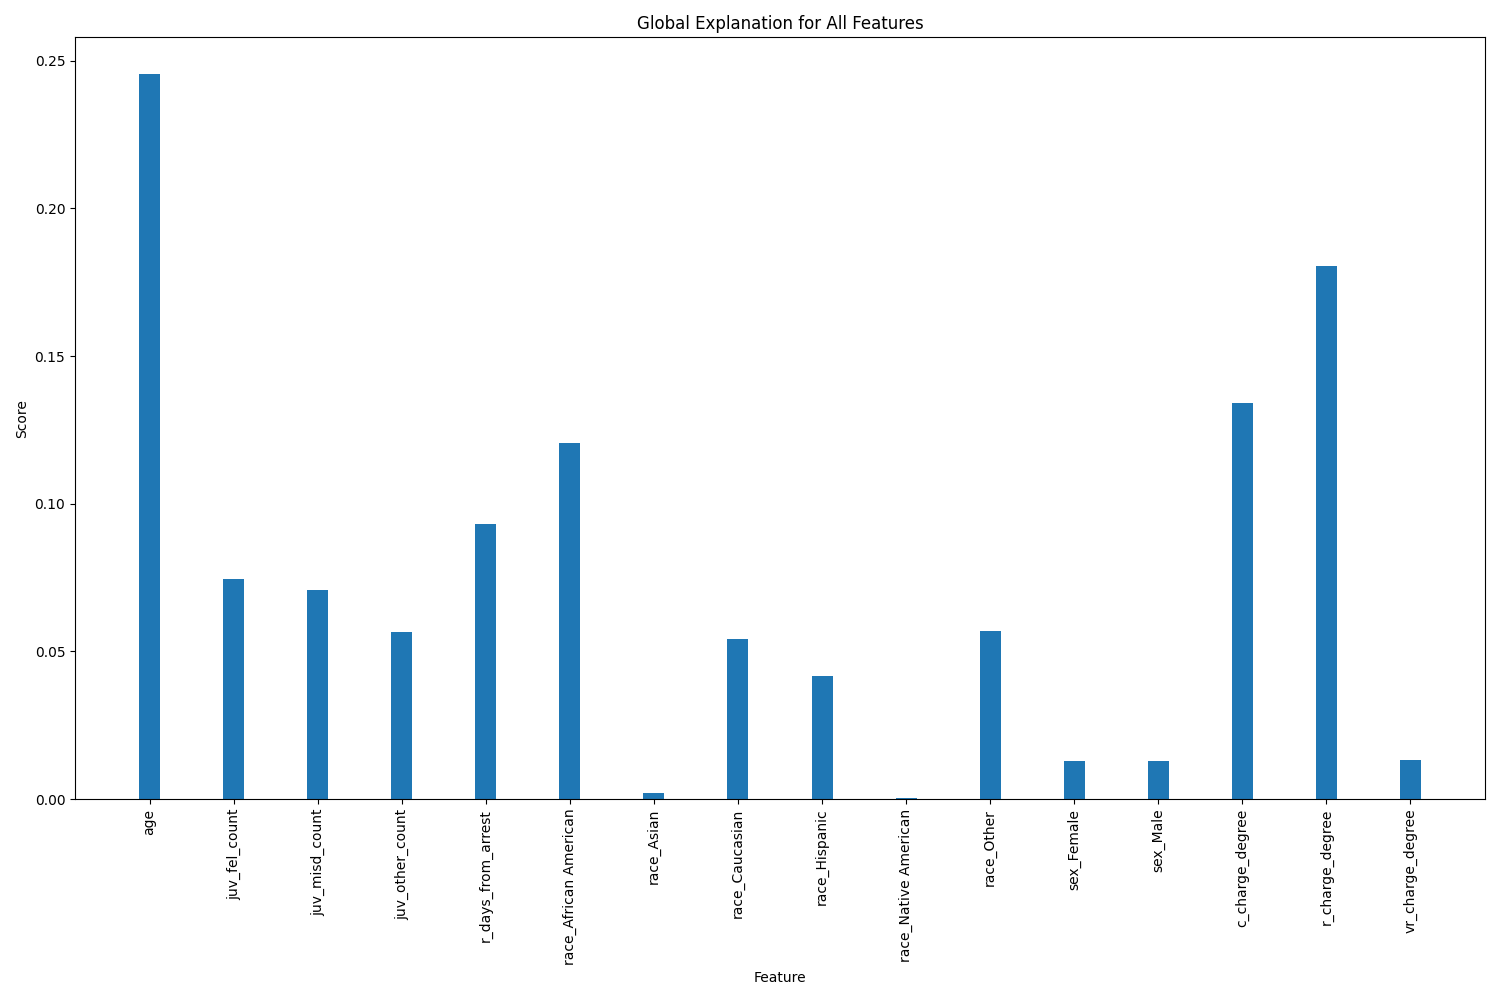 Global Explanation for All Features
0.25
0.20
0.15
0.10
0.05
0.00
Score
age
juv_fel_count
juv_misd_count
juv_other_count
r_days_from_arrest
race_African American
race_Asian
race_Caucasian
race_Hispanic
race_Native American
race_Other
sex_Female
sex_Male
c_charge_degree
r_charge_degree
vr_charge_degree
Feature